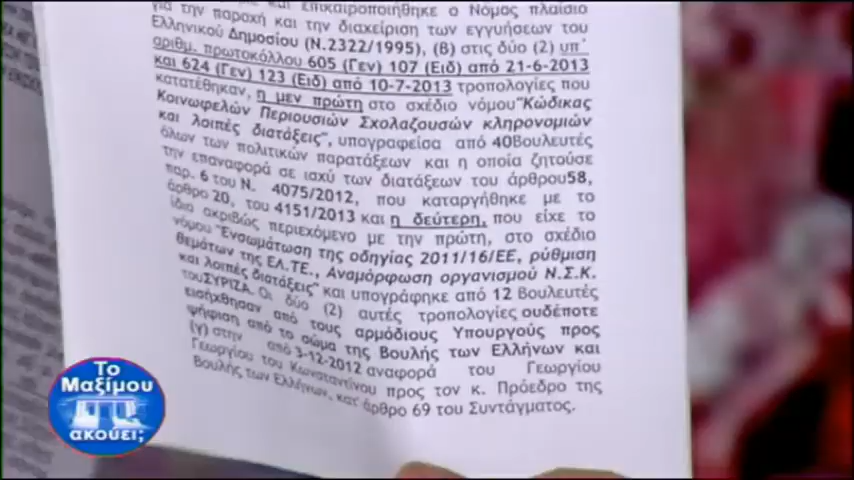 και επικαιροποιήθηκε ο Νόμος πλαίσιο
για την παροχή και την διαχείριση των εγγυήσεων του
Ελληνικού Δημοσίου (Ν.2322/1995), (Β) στις δύο (2) υπ΄
αριθμ. πρωτοκόλλου 605 (Γεν) 107 (Ειδ) από 21-6-2013
και 624 (Γεν) 123 (Ειδ) από 10-7-2013 τροπολογίες που
κατατέθηκαν, η μεν πρώτη στο σχέδιο νόμου"Κώδικας
Κοινωφελών Περιουσιών Σχολαζουσών κληρονομιών
και λοιπές διατάξεις", υπογραφείσα από 40Βουλευτές
όλων των πολιτικών παρατάξεων και η οποία ζητούσε
την επαναφορά σε ισχύ των διατάξεων του άρθρου58,
παρ. 6 του Ν. 4075/2012, που καταργήθηκε με το
άρθρο 20, του 4151/2013 και η δεύτερη, που είχε το
ίδιο ακριβώς περιεχόμενο με την πρώτη, στο σχέδιο
νόμου "Ενσωμάτωση της οδηγίας 2011/16/ΕΕ, ρύθμιση
θεμάτων της ΕΛ.ΤΕ., Αναμόρφωση οργανισμού Ν.Σ.Κ.
και λοιπές διατάξεις" και υπογράφηκε από 12 Βουλευτές
τουΣΥΡΙΖΑ. Οι δύο (2) αυτές τροπολογίες ουδέποτε
εισήχθησαν από τους αρμόδιους Υπουργούς προς
ψήφιση από το σώμα της Βουλής των Ελλήνων και
(γ) στην από 3-12-2012 αναφορά του Γεωργίου
Γεωργίου του Κωνσταντίνου προς τον κ. Πρόεδρο της
Βουλής των Ελλήνων, κατ΄ άρθρο 69 του Συντάγματος.
Το
Μαξίμου
ακούει;